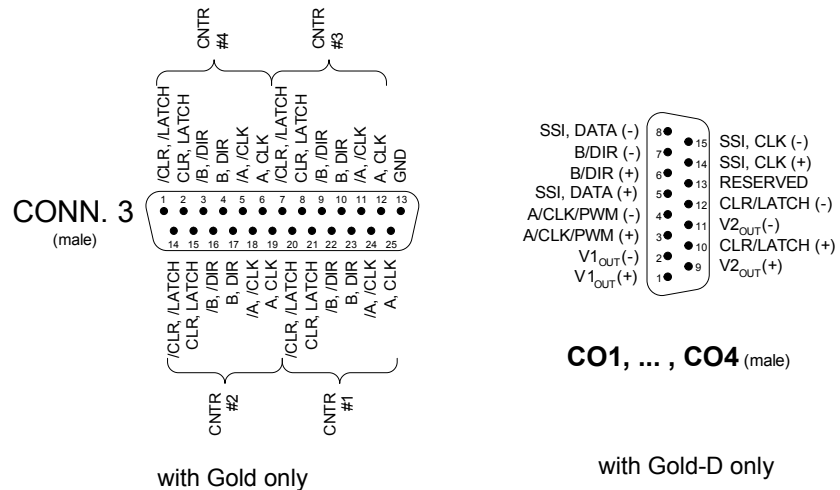 CNTR
#4
CNTR
#3
/CLR, /LATCH
CLR, LATCH
/B, /DIR
B, DIR
/A, /CLK
A, CLK
/CLR, /LATCH
CLR, LATCH
/B, /DIR
B, DIR
/A, /CLK
A, CLK
GND
CONN. 3
(male)
1 2 3 4 5 6 7 8 9 10 11 12 13
14 15 16 17 18 19 20 21 22 23 24 25
/CLR, /LATCH
CLR, LATCH
/B, /DIR
B, DIR
/A, /CLK
A, CLK
/CLR, /LATCH
CLR, LATCH
/B, /DIR
B, DIR
/A, /CLK
A, CLK
CNTR
#2
CNTR
#1
with Gold only
SSI, DATA (-) 8
B/DIR (-) 7
B/DIR (+) 6
SSI, DATA (+) 5
A/CLK/PWM (-) 4
A/CLK/PWM (+) 3
V1OUT(-) 2
V1OUT(+) 1
15 SSI, CLK (-)
14 SSI, CLK (+)
13 RESERVED
12 CLR/LATCH (-)
11 V2OUT(-)
10 CLR/LATCH (+)
9 V2OUT(+)
CO1, ... , CO4 (male)
with Gold-D only